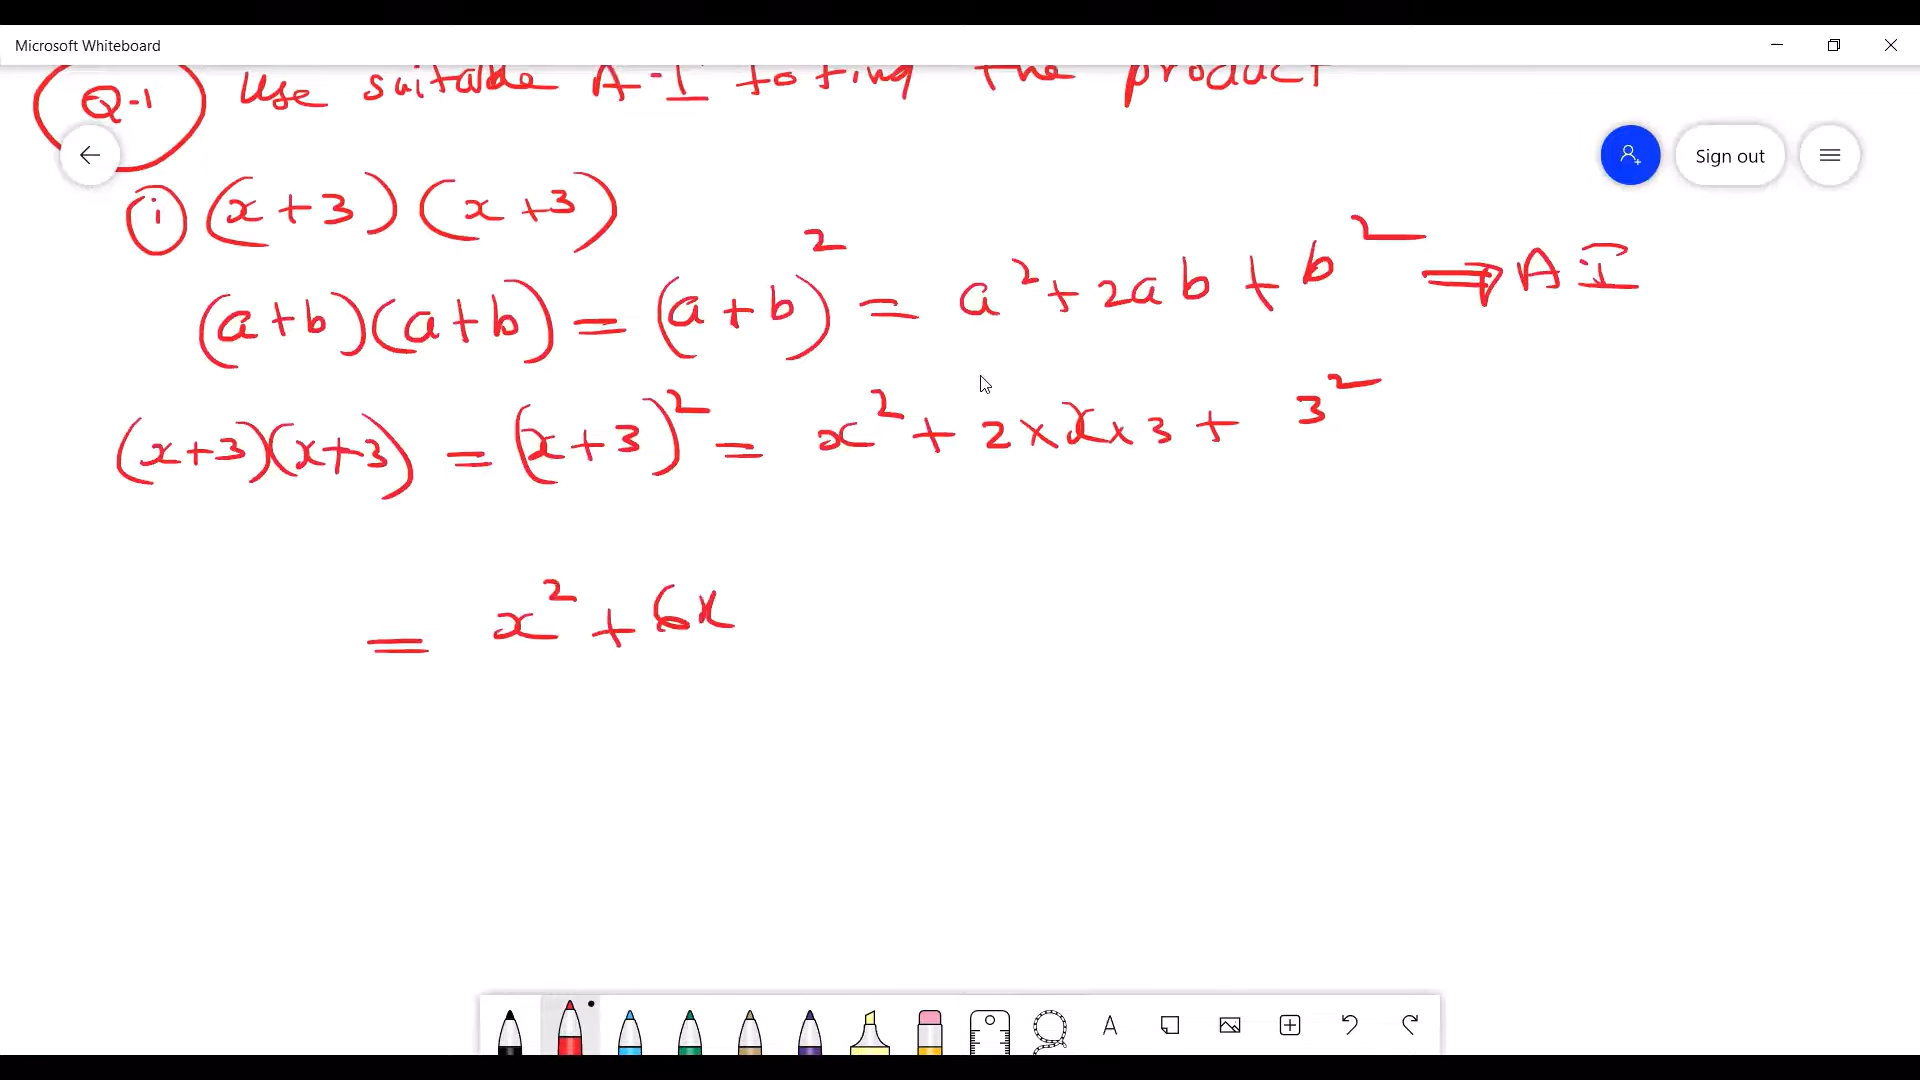 Microsoft Whiteboard
Q-1 Use suitable A-I to find the product
Sign out
i (x+3)(x+3)
(a+b)(a+b) = (a+b)² = a² + 2ab + b² ⇒ AI
(x+3)(x+3) = (x+3)² = x² + 2×x×3 + 3²
= x² + 6x